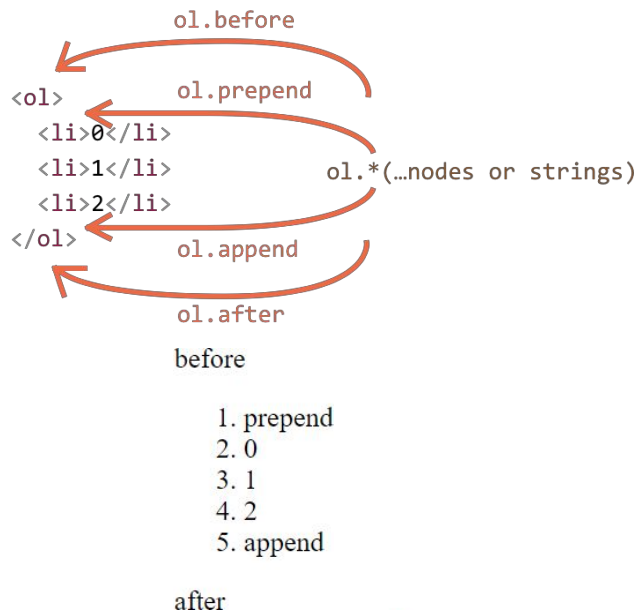 ol.before
<ol>
ol.prepend
<li>0</li>
<li>1</li>
ol.*(…nodes or strings)
<li>2</li>
</ol>
ol.append
ol.after
before
1. prepend
2. 0
3. 1
4. 2
5. append
after